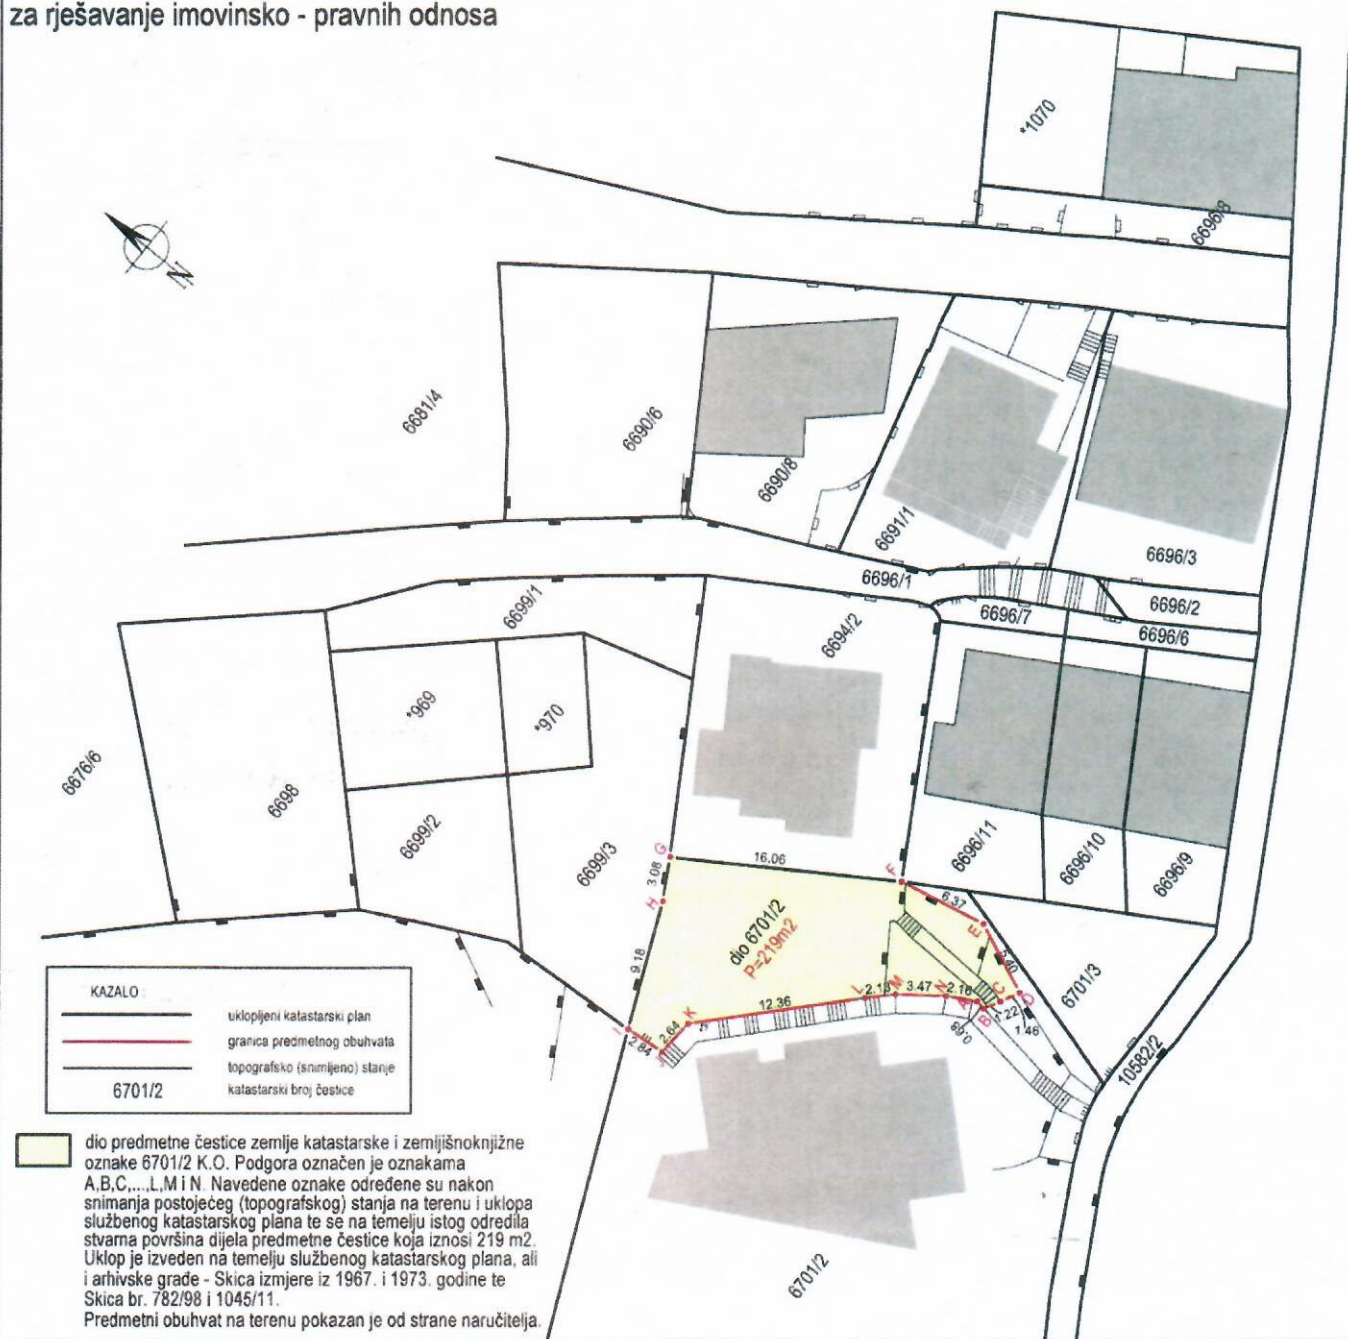 za rješavanje imovinsko - pravnih odnosa
*1070
6696/8
N
6681/4
6690/6
6690/8
6691/1
6696/3
6696/1
6696/2
6699/1
6696/7
6694/2
6696/6
*969
*970
6676/6
6698
6699/2
6699/3
6696/11
6696/10
6696/9
G
16.06
F
3.08
H
6.37
dio 6701/2
P=219m2
E
5.40
9.18
6701/3
L
2.13
M
3.47
N
2.16
A
B
C
D
12.36
1.22
1.46
0.69
K
2.64
I
2.84
J
10582/2
6701/2
KAZALO :
uklopljeni katastarski plan
granica predmetnog obuhvata
topografsko (snimljeno) stanje
6701/2 katastarski broj čestice
dio predmetne čestice zemlje katastarske i zemljišnoknjižne
oznake 6701/2 K.O. Podgora označen je oznakama
A,B,C,...,L,M i N. Navedene oznake određene su nakon
snimanja postojećeg (topografskog) stanja na terenu i uklopa
službenog katastarskog plana te se na temelju istog odredila
stvarna površina dijela predmetne čestice koja iznosi 219 m2.
Uklop je izveden na temelju službenog katastarskog plana, ali
i arhivske građe - Skica izmjere iz 1967. i 1973. godine te
Skica br. 782/98 i 1045/11.
Predmetni obuhvat na terenu pokazan je od strane naručitelja.